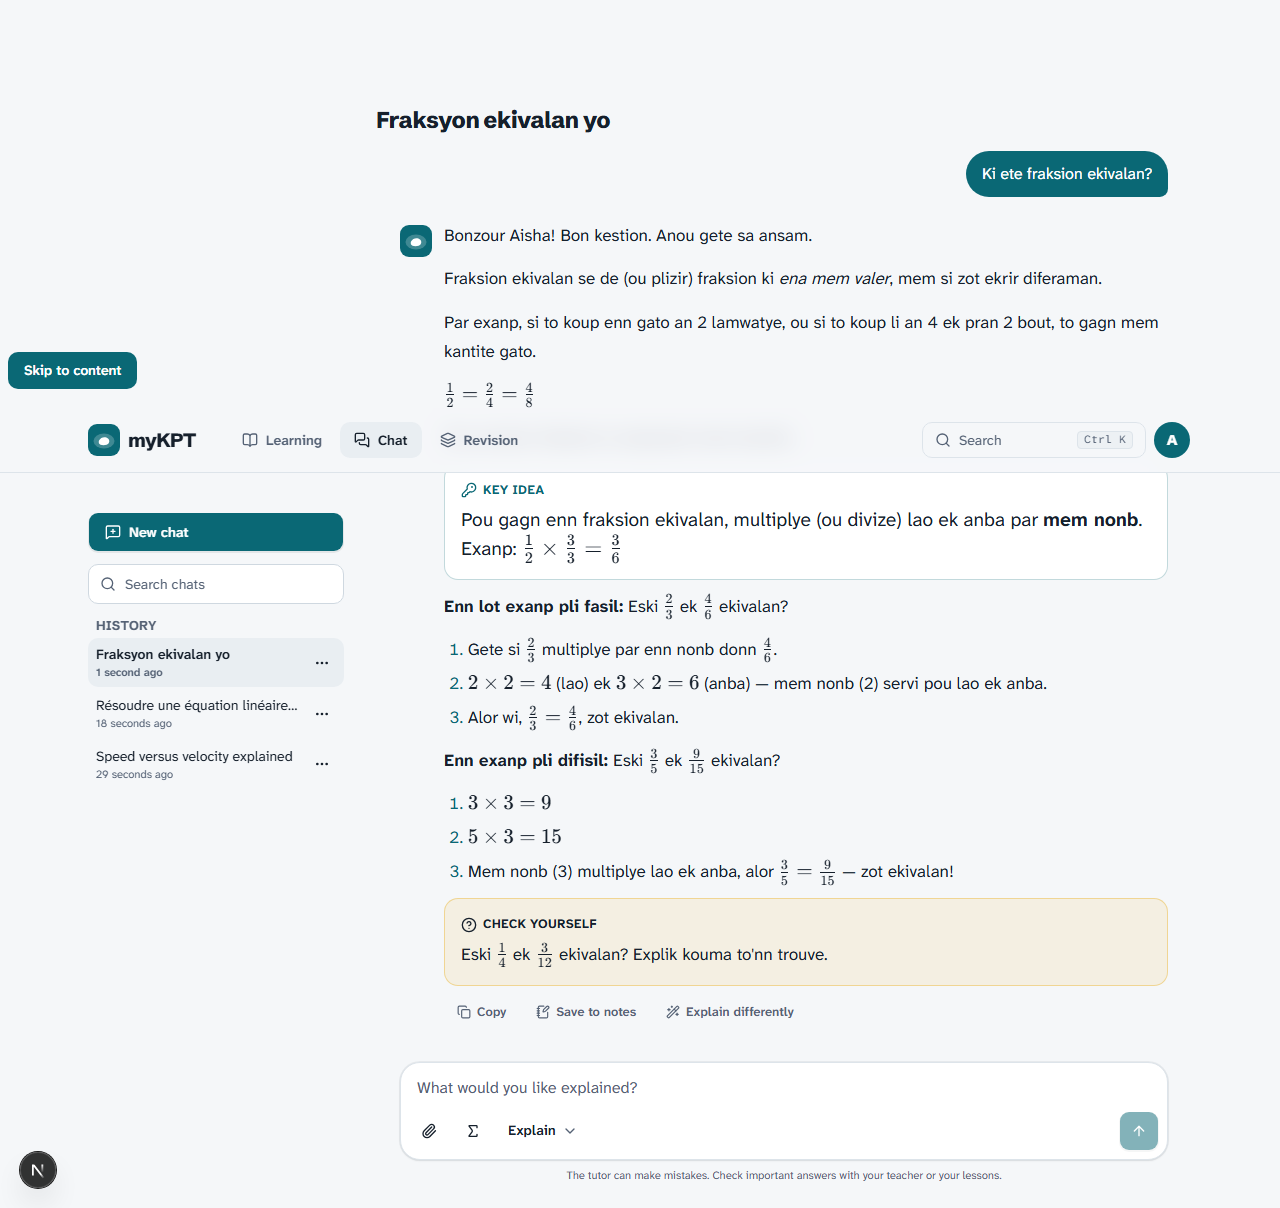 Fraksyon ekivalan yo
Ki ete fraksion ekivalan?
Bonzour Aisha! Bon kestion. Anou gete sa ansam.
Fraksion ekivalan se de (ou plizir) fraksion ki ena mem valer, mem si zot ekrir diferaman.
Par exanp, si to koup enn gato an 2 lamwatye, ou si to koup li an 4 ek pran 2 bout, to gagn mem
kantite gato.
Skip to content
1/2 = 2/4 = 4/8
myKPT
Learning
Chat
Revision
Search
Ctrl K
A
New chat
Search chats
HISTORY
Fraksyon ekivalan yo
1 second ago
Résoudre une équation linéaire...
18 seconds ago
Speed versus velocity explained
29 seconds ago
KEY IDEA
Pou gagn enn fraksion ekivalan, multiplye (ou divize) lao ek anba par mem nonb.
Exanp: 1/2 × 3/3 = 3/6
Enn lot exanp pli fasil: Eski 2/3 ek 4/6 ekivalan?
1. Gete si 2/3 multiplye par enn nonb donn 4/6.
2. 2 × 2 = 4 (lao) ek 3 × 2 = 6 (anba) — mem nonb (2) servi pou lao ek anba.
3. Alor wi, 2/3 = 4/6, zot ekivalan.
Enn exanp pli difisil: Eski 3/5 ek 9/15 ekivalan?
1. 3 × 3 = 9
2. 5 × 3 = 15
3. Mem nonb (3) multiplye lao ek anba, alor 3/5 = 9/15 — zot ekivalan!
CHECK YOURSELF
Eski 1/4 ek 3/12 ekivalan? Explik kouma to'nn trouve.
Copy
Save to notes
Explain differently
What would you like explained?
Explain
The tutor can make mistakes. Check important answers with your teacher or your lessons.
N